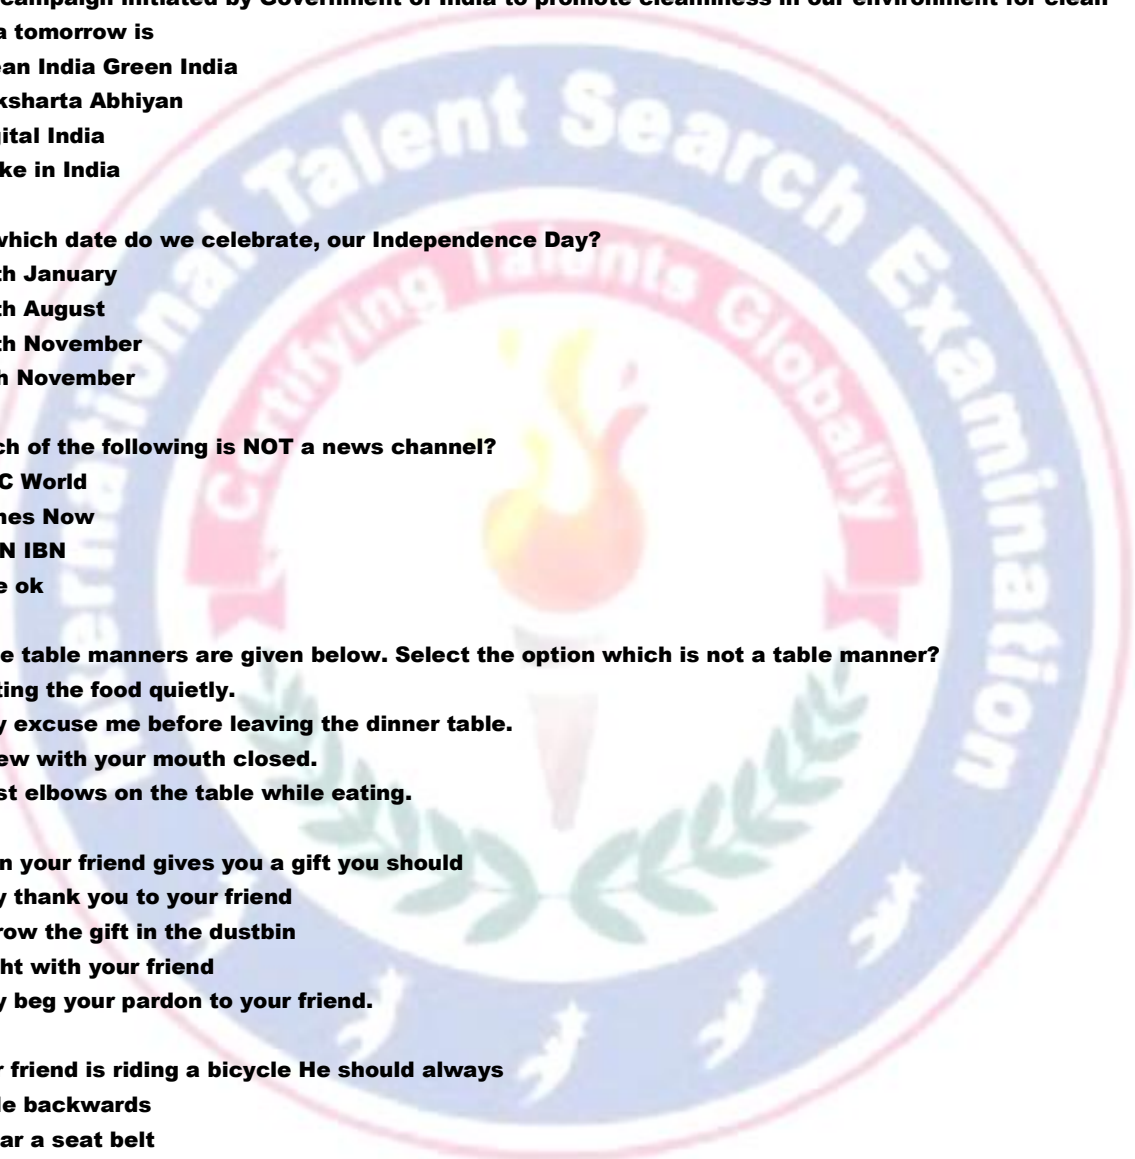 campaign initiated by Government of India to promote cleanliness in our environment for clean
a tomorrow is
ean India Green India
ksharta Abhiyan
gital India
ke in India
which date do we celebrate, our Independence Day?
th January
th August
th November
h November
ch of the following is NOT a news channel?
C World
mes Now
N IBN
e ok
e table manners are given below. Select the option which is not a table manner?
ting the food quietly.
y excuse me before leaving the dinner table.
ew with your mouth closed.
st elbows on the table while eating.
n your friend gives you a gift you should
y thank you to your friend
row the gift in the dustbin
ht with your friend
y beg your pardon to your friend.
r friend is riding a bicycle He should always
le backwards
ar a seat belt
International Talent Search Examination
Certifying Talents Globally